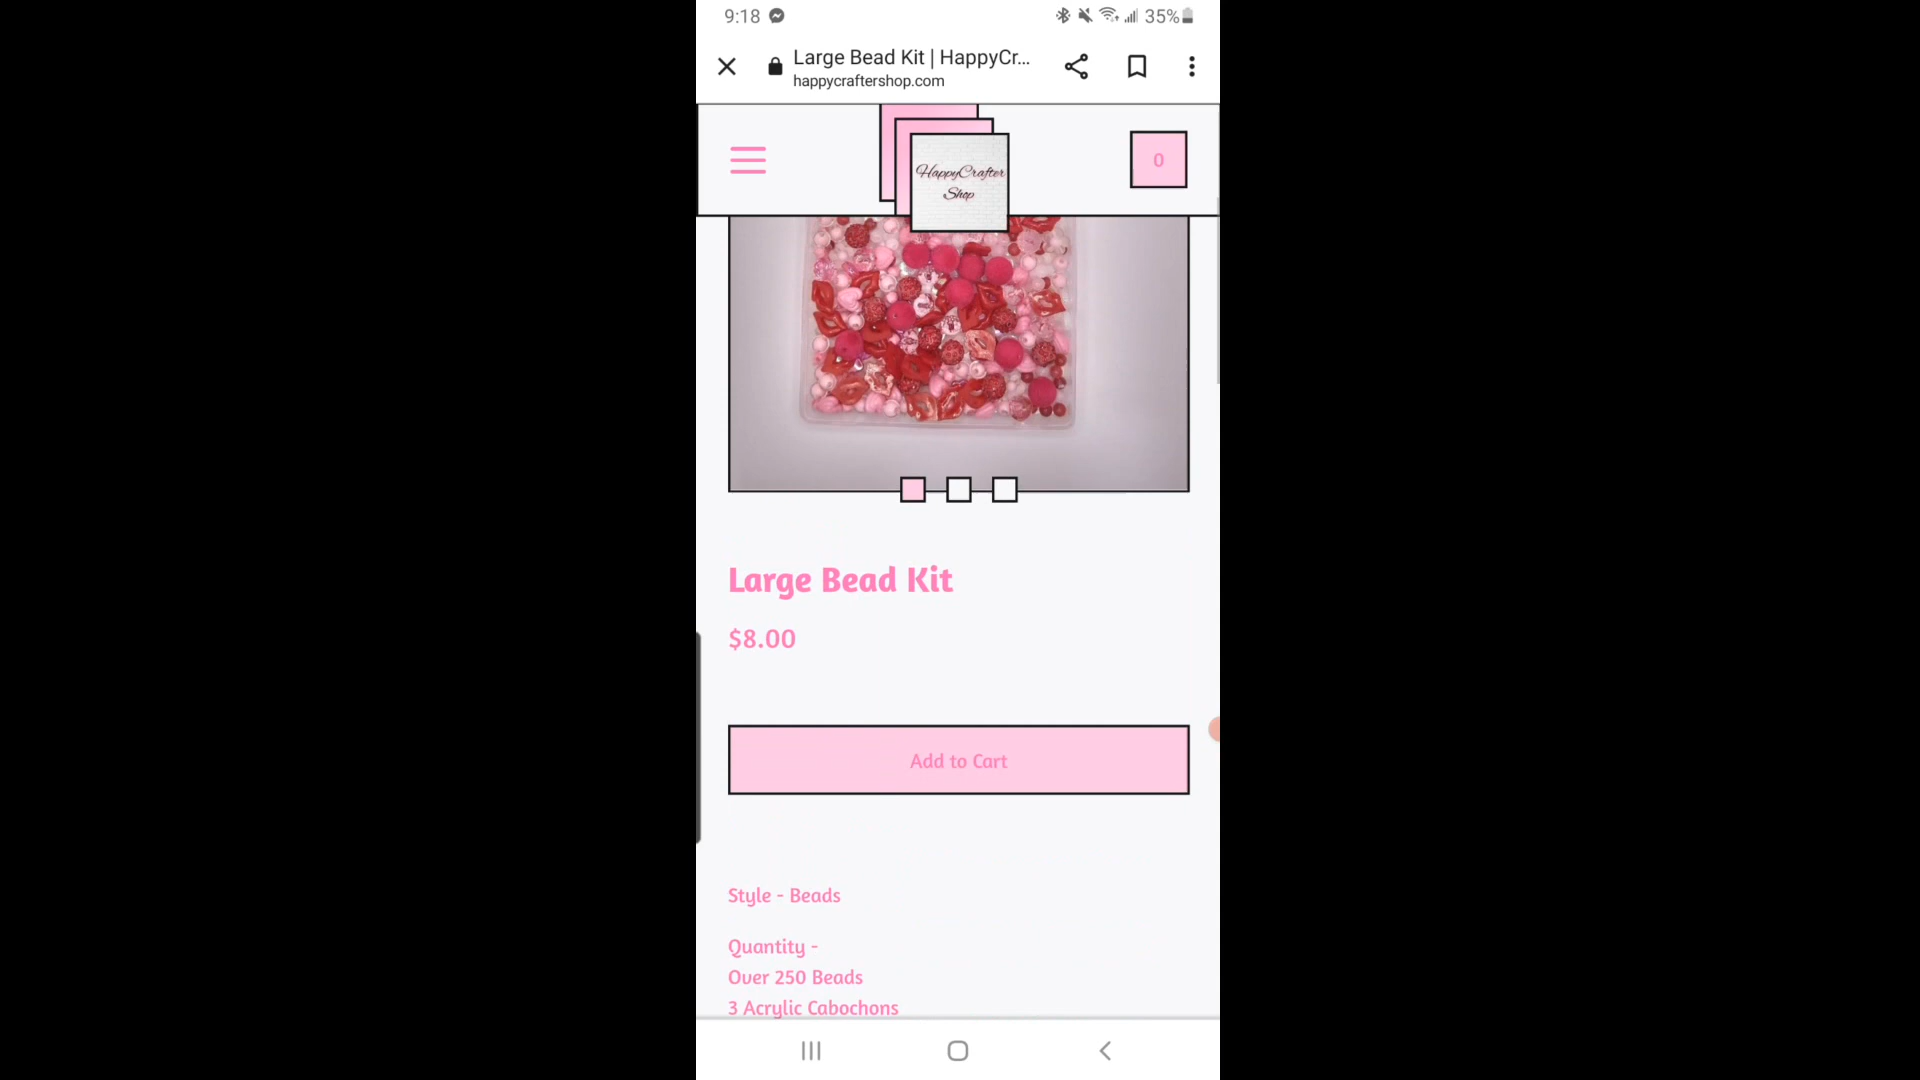 9:18
35%
Large Bead Kit | HappyCr...
happycraftershop.com
HappyCrafter
Shop
0
Large Bead Kit
$8.00
Add to Cart
Style - Beads
Quantity -
Over 250 Beads
3 Acrylic Cabochons